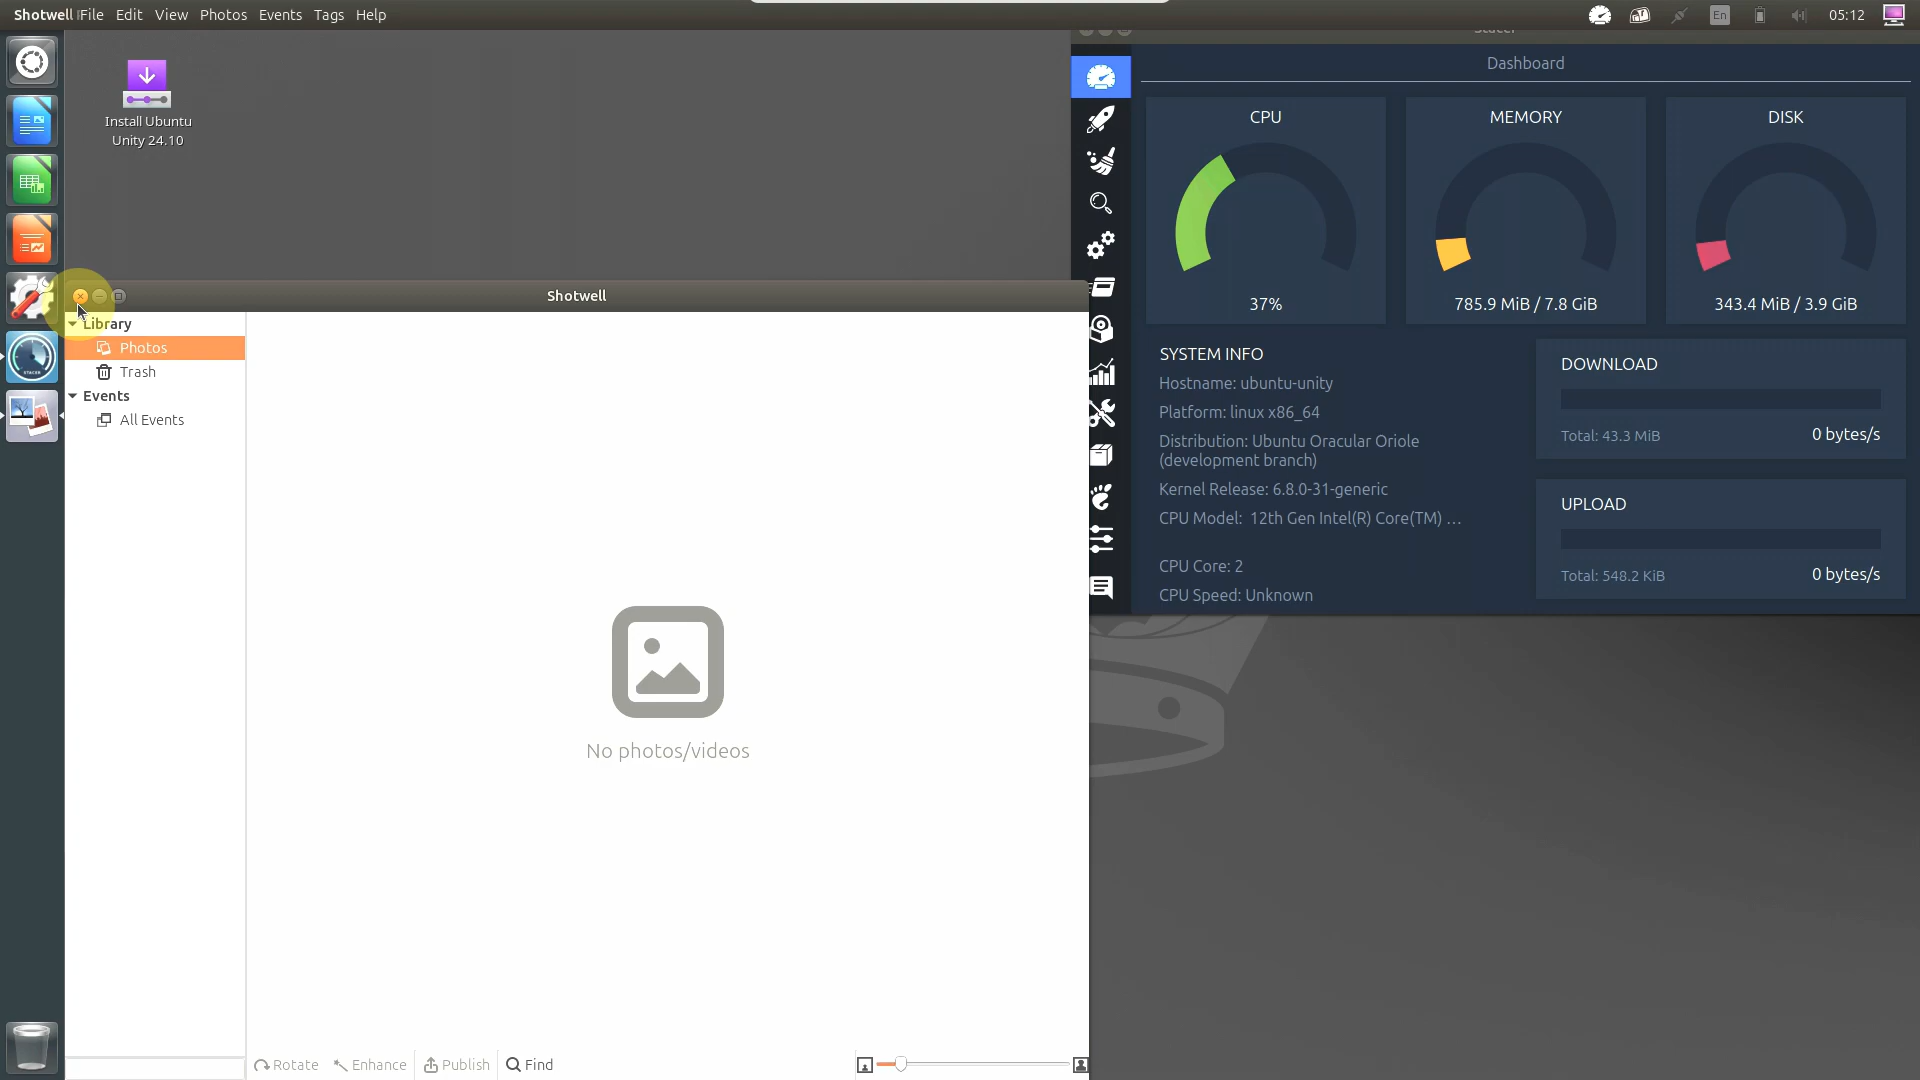 Shotwell File Edit View Photos Events Tags Help
En 05:12
Install Ubuntu
Unity 24.10
Shotwell
Library
Photos
Trash
Events
All Events
No photos/videos
Rotate Enhance Publish Find
Stacer
Dashboard
CPU
37%
MEMORY
785.9 MiB / 7.8 GiB
DISK
343.4 MiB / 3.9 GiB
SYSTEM INFO
Hostname: ubuntu-unity
Platform: linux x86_64
Distribution: Ubuntu Oracular Oriole
(development branch)
Kernel Release: 6.8.0-31-generic
CPU Model: 12th Gen Intel(R) Core(TM) ...
CPU Core: 2
CPU Speed: Unknown
DOWNLOAD
Total: 43.3 MiB 0 bytes/s
UPLOAD
Total: 548.2 KiB 0 bytes/s
STACER